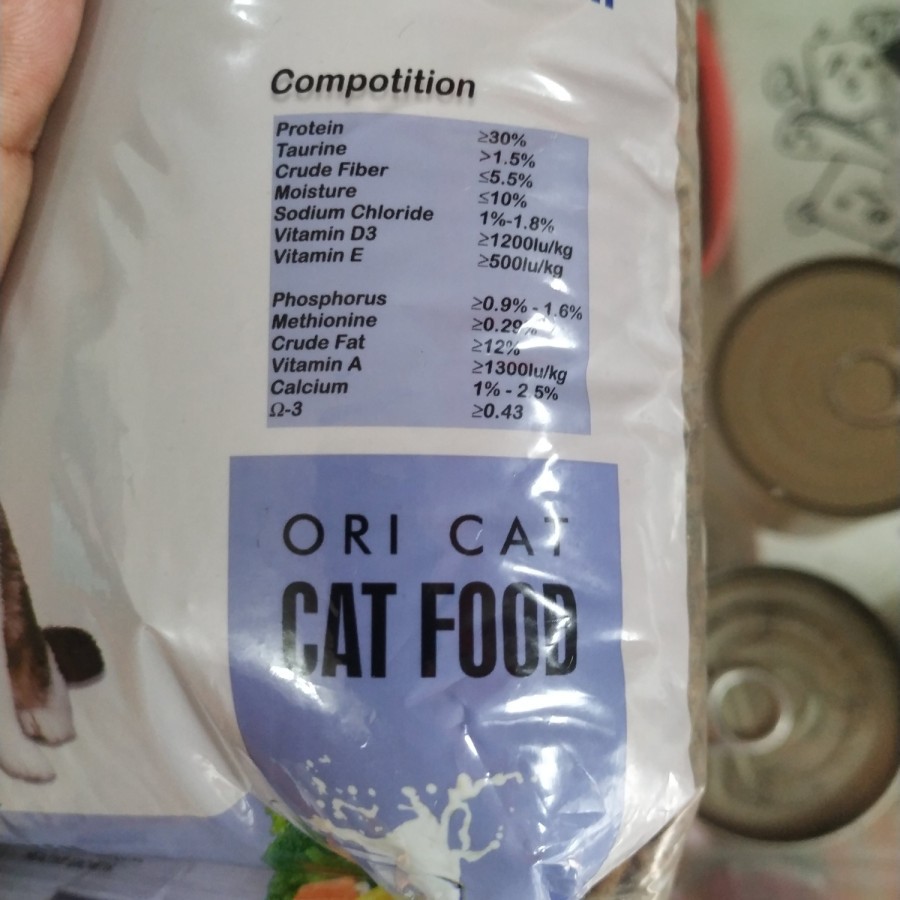 Compotition
Protein ≥30%
Taurine >1.5%
Crude Fiber ≤5.5%
Moisture ≤10%
Sodium Chloride 1%-1.8%
Vitamin D3 ≥1200Iu/kg
Vitamin E ≥500Iu/kg
Phosphorus ≥0.9% - 1.6%
Methionine ≥0.29%
Crude Fat ≥12%
Vitamin A ≥1300Iu/kg
Calcium 1% - 2.5%
Ω-3 ≥0.43
ORI CAT
CAT FOOD